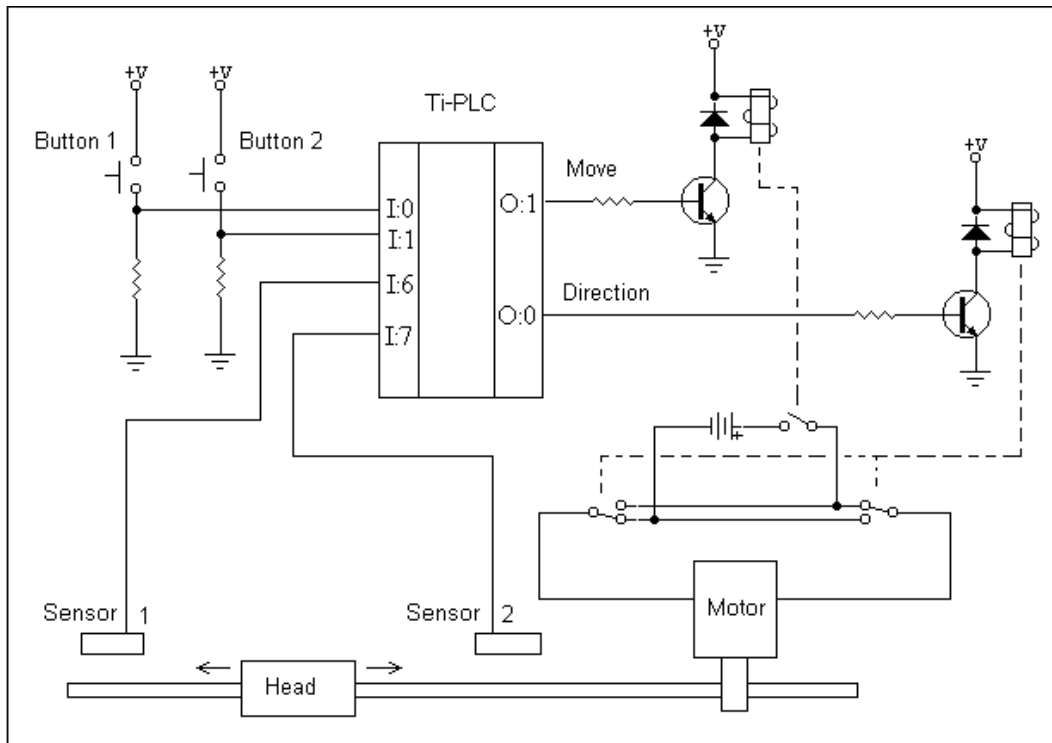 +V
+V
+V
+V
Ti-PLC
Button 1
Button 2
Move
I:0
O:1
I:1
I:6
Direction
O:0
I:7
+
Sensor 1
Sensor 2
Motor
Head